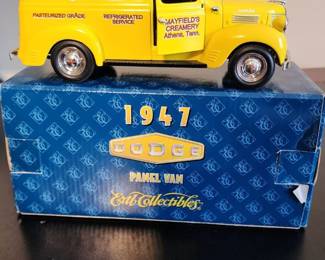 PASTEURIZED GRADE
REFRIGERATED
SERVICE
MAYFIELD'S
CREAMERY
Athens, Tenn.
1947
DODGE
PANEL VAN
Ertl Collectibles